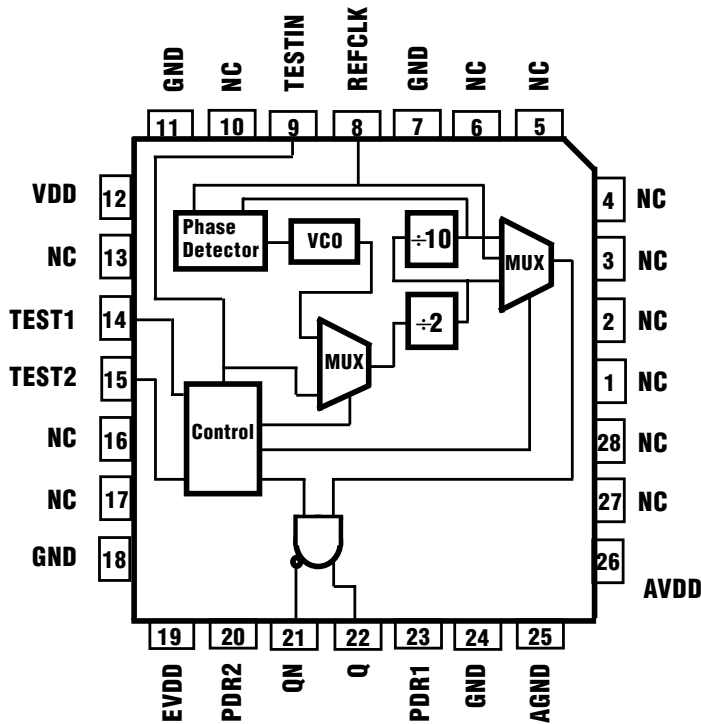 GND
NC
TESTIN
REFCLK
GND
NC
NC
11
10
9
8
7
6
5
VDD
12
NC
13
TEST1
14
TEST2
15
NC
16
NC
17
GND
18
4
NC
3
NC
2
NC
1
NC
28
NC
27
NC
26
AVDD
Phase
Detector
VCO
÷10
MUX
÷2
MUX
Control
19
20
21
22
23
24
25
EVDD
PDR2
QN
Q
PDR1
GND
AGND